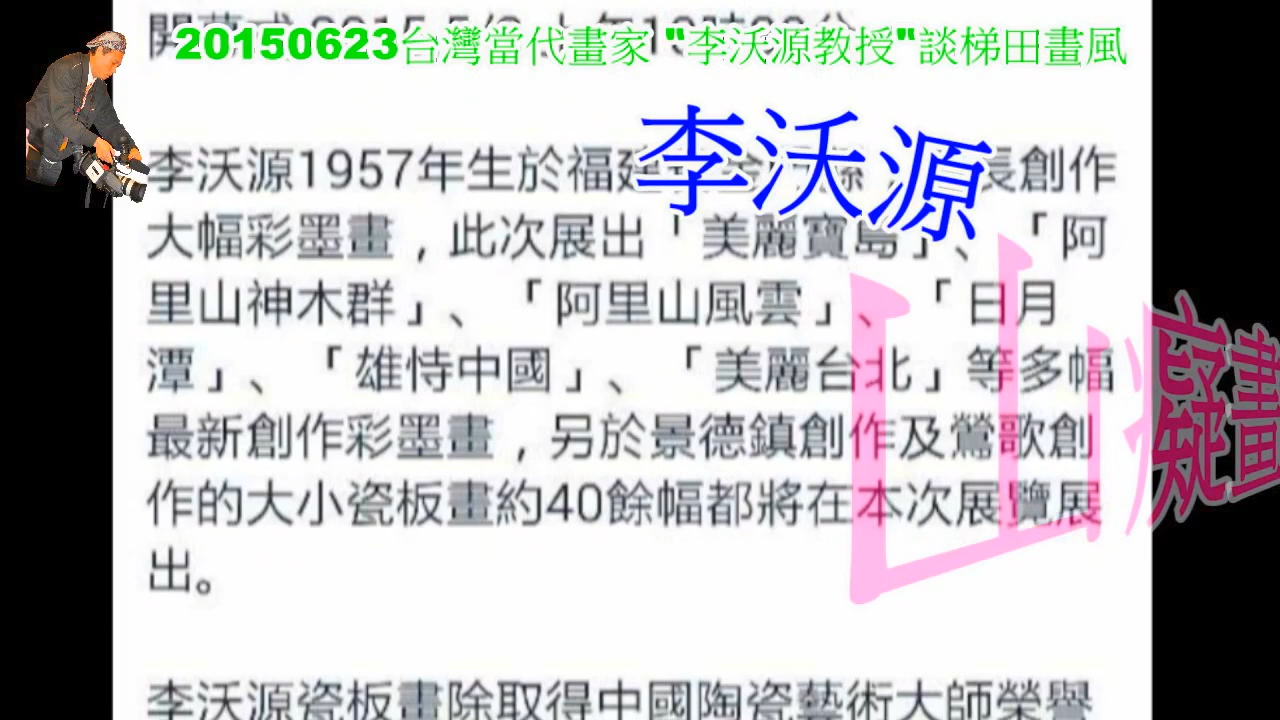 20150623台灣當代畫家 "李沃源教授"談梯田畫風
李沃源
山癡畫
李沃源1957年生於福建 長創作
大幅彩墨畫，此次展出「美麗寶島」、「阿
里山神木群」、「阿里山風雲」、「日月
潭」、「雄恃中國」、「美麗台北」等多幅
最新創作彩墨畫，另於景德鎮創作及鶯歌創
作的大小瓷板畫約40餘幅都將在本次展覽展
出。
李沃源瓷板畫除取得中國陶瓷藝術大師榮譽